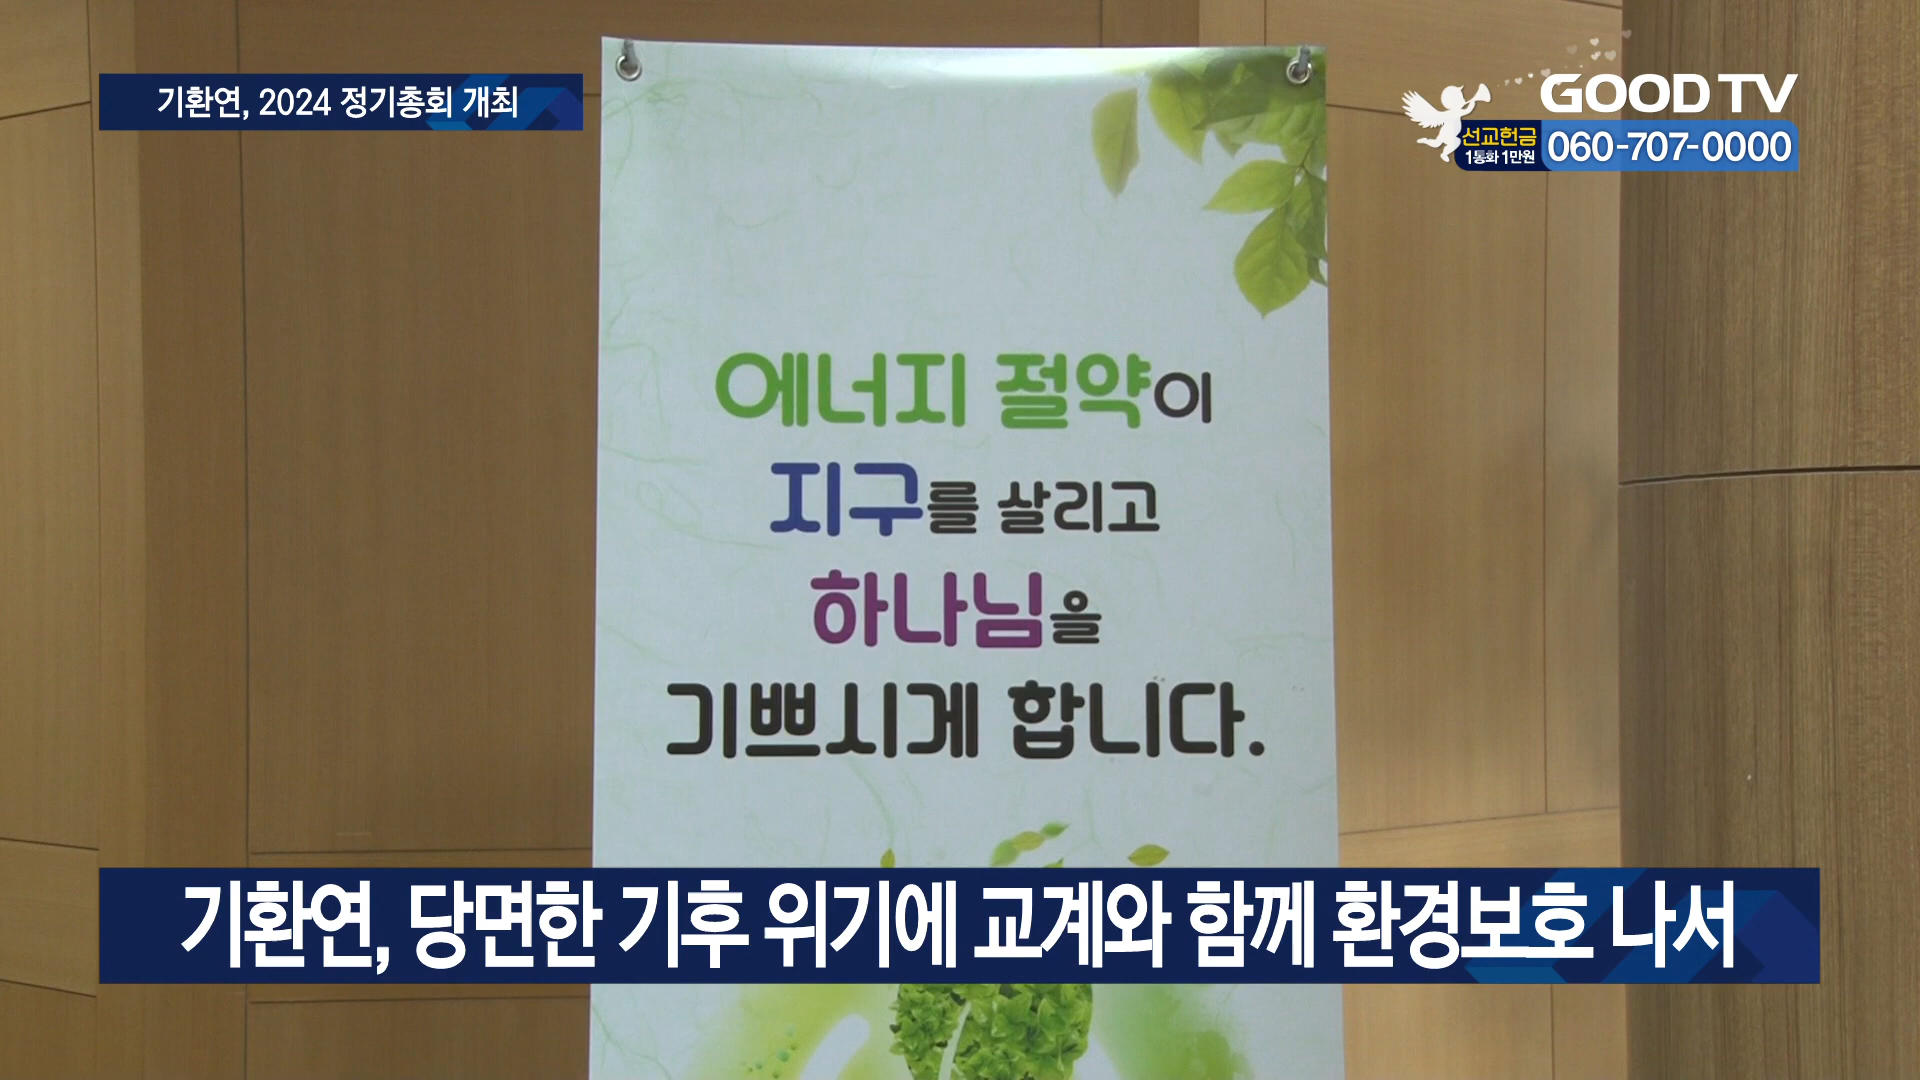 기환연, 2024 정기총회 개최
GOOD TV
선교헌금
1통화 1만원
060-707-0000
에너지 절약이
지구를 살리고
하나님을
기쁘시게 합니다.
기환연, 당면한 기후 위기에 교계와 함께 환경보호 나서